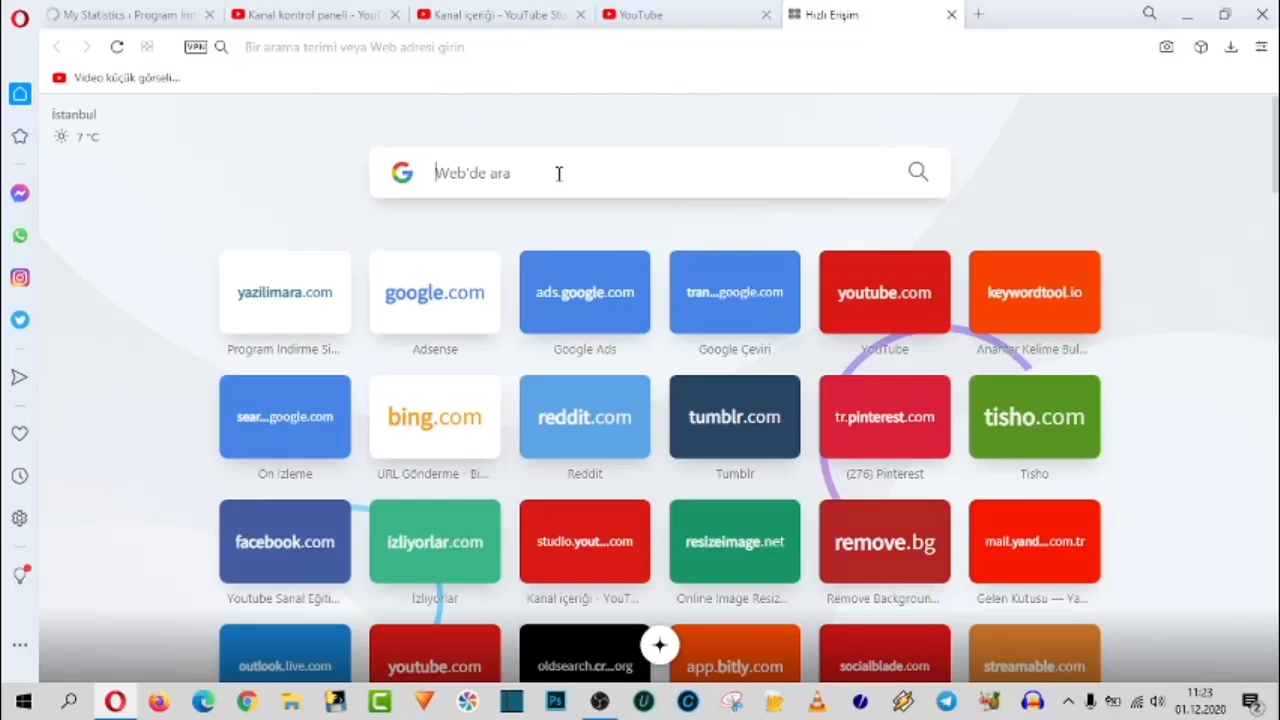 My Statistics ‹ Program İnd
Kanal kontrol paneli - YouT
Kanal içeriği - YouTube Stu
YouTube
Hızlı Erişim
VPN
Bir arama terimi veya Web adresi girin
Video küçük görseli...
İstanbul
7 °C
Web'de ara
yazilimara.com
google.com
ads.google.com
tran...google.com
youtube.com
keywordtool.io
Program İndirme Si...
Adsense
Google Ads
Google Çeviri
YouTube
Anahtar Kelime Bul...
sear...google.com
bing.com
reddit.com
tumblr.com
tr.pinterest.com
tisho.com
Ön İzleme
URL Gönderme - Bi...
Reddit
Tumblr
(276) Pinterest
Tisho
facebook.com
izliyorlar.com
studio.yout...com
resizeimage.net
remove.bg
mail.yand...com.tr
Youtube Sanal Eğiti...
İzliyorlar
Kanal içeriği - YouT...
Online Image Resiz...
Remove Backgroun...
Gelen Kutusu — Ya...
outlook.live.com
youtube.com
oldsearch.cr...org
app.bitly.com
socialblade.com
streamable.com
11:23
01.12.2020